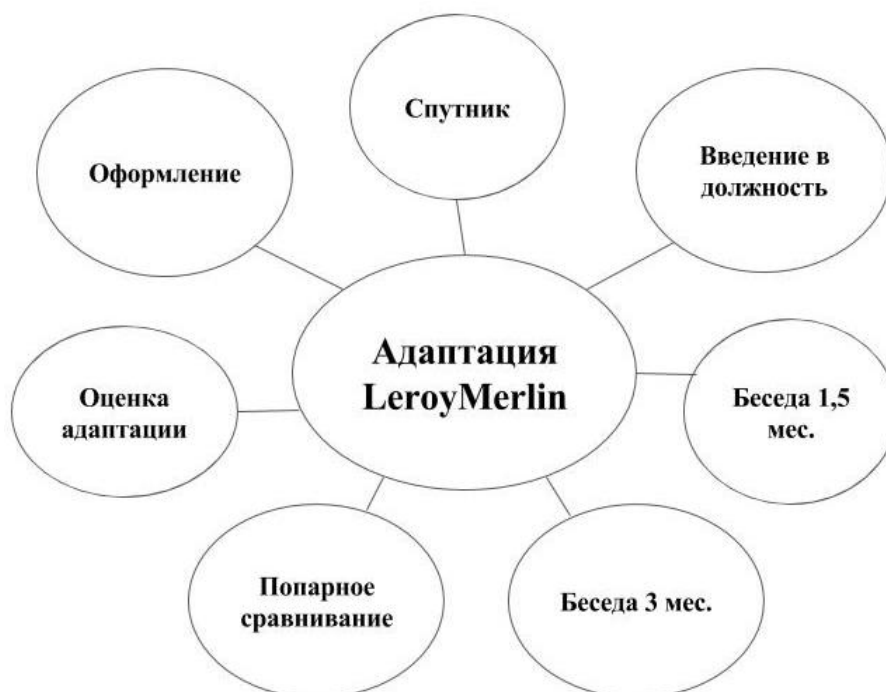 Спутник
Оформление
Введение в
должность
Адаптация
LeroyMerlin
Оценка
адаптации
Беседа 1,5
мес.
Попарное
сравнивание
Беседа 3 мес.